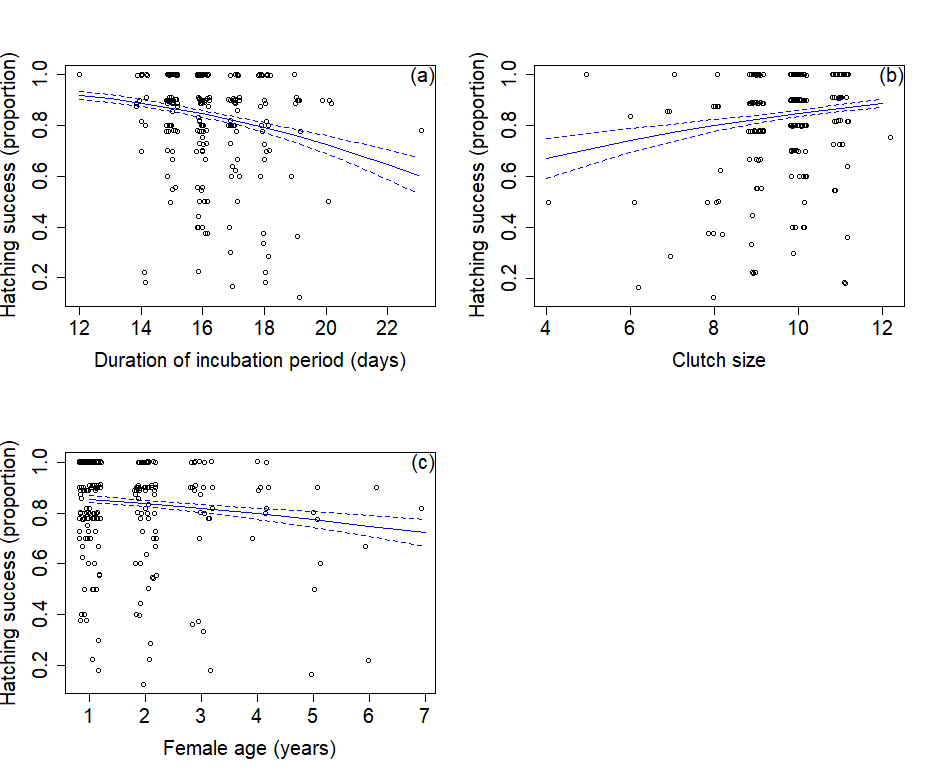 Hatching success (proportion)
0.2 0.4 0.6 0.8 1.0
(a)
12 14 16 18 20 22
Duration of incubation period (days)
Hatching success (proportion)
0.2 0.4 0.6 0.8 1.0
(b)
4 6 8 10 12
Clutch size
Hatching success (proportion)
0.2 0.4 0.6 0.8 1.0
(c)
1 2 3 4 5 6 7
Female age (years)